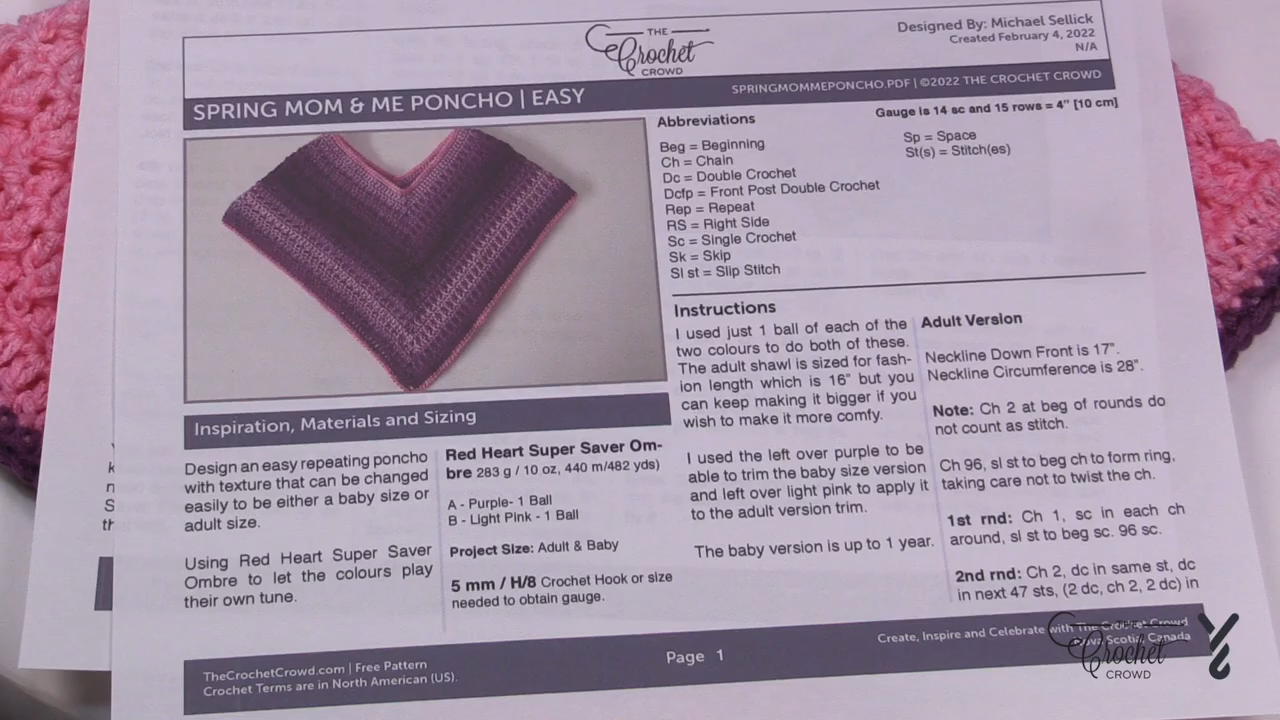 THE
Crochet
CROWD
Designed By: Michael Sellick
Created February 4, 2022
N/A
SPRING MOM & ME PONCHO | EASY
SPRINGMOMMEPONCHO.PDF | ©2022 THE CROCHET CROWD
Abbreviations
Gauge is 14 sc and 15 rows = 4" [10 cm]
Beg = Beginning
Ch = Chain
Dc = Double Crochet
Dcfp = Front Post Double Crochet
Rep = Repeat
RS = Right Side
Sc = Single Crochet
Sk = Skip
Sl st = Slip Stitch
Sp = Space
St(s) = Stitch(es)
Inspiration, Materials and Sizing
Design an easy repeating poncho
with texture that can be changed
easily to be either a baby size or
adult size.
Using Red Heart Super Saver
Ombre to let the colours play
their own tune.
Red Heart Super Saver Om-
bre 283 g / 10 oz, 440 m/482 yds)
A - Purple- 1 Ball
B - Light Pink - 1 Ball
Project Size: Adult & Baby
5 mm / H/8 Crochet Hook or size
needed to obtain gauge.
Instructions
I used just 1 ball of each of the
two colours to do both of these.
The adult shawl is sized for fash-
ion length which is 16" but you
can keep making it bigger if you
wish to make it more comfy.
I used the left over purple to be
able to trim the baby size version
and left over light pink to apply it
to the adult version trim.
The baby version is up to 1 year.
Adult Version
Neckline Down Front is 17".
Neckline Circumference is 28".
Note: Ch 2 at beg of rounds do
not count as stitch.
Ch 96, sl st to beg ch to form ring,
taking care not to twist the ch.
1st rnd: Ch 1, sc in each ch
around, sl st to beg sc. 96 sc.
2nd rnd: Ch 2, dc in same st, dc
in next 47 sts, (2 dc, ch 2, 2 dc) in
TheCrochetCrowd.com | Free Pattern
Crochet Terms are in North American (US).
Page 1
Create, Inspire and Celebrate with The Crochet Crowd
Scotia, Canada
The
Crochet
CROWD